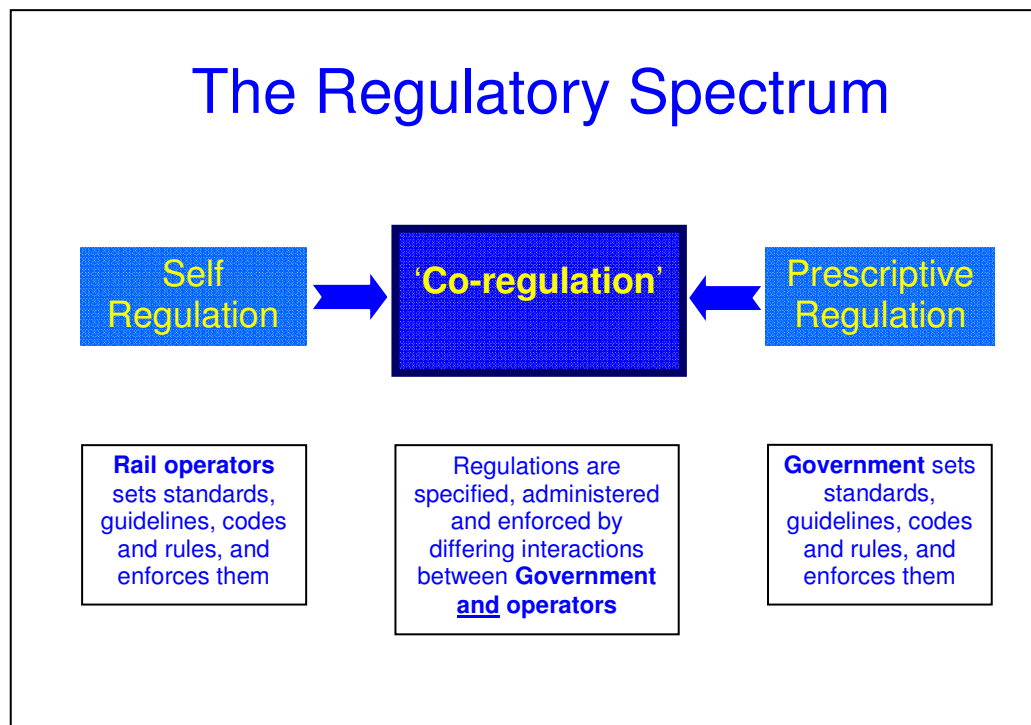 The Regulatory Spectrum
Self
Regulation
‘Co-regulation’
Prescriptive
Regulation
Rail operators
sets standards,
guidelines, codes
and rules, and
enforces them
Regulations are
specified, administered
and enforced by
differing interactions
between Government
and operators
Government sets
standards,
guidelines, codes
and rules, and
enforces them